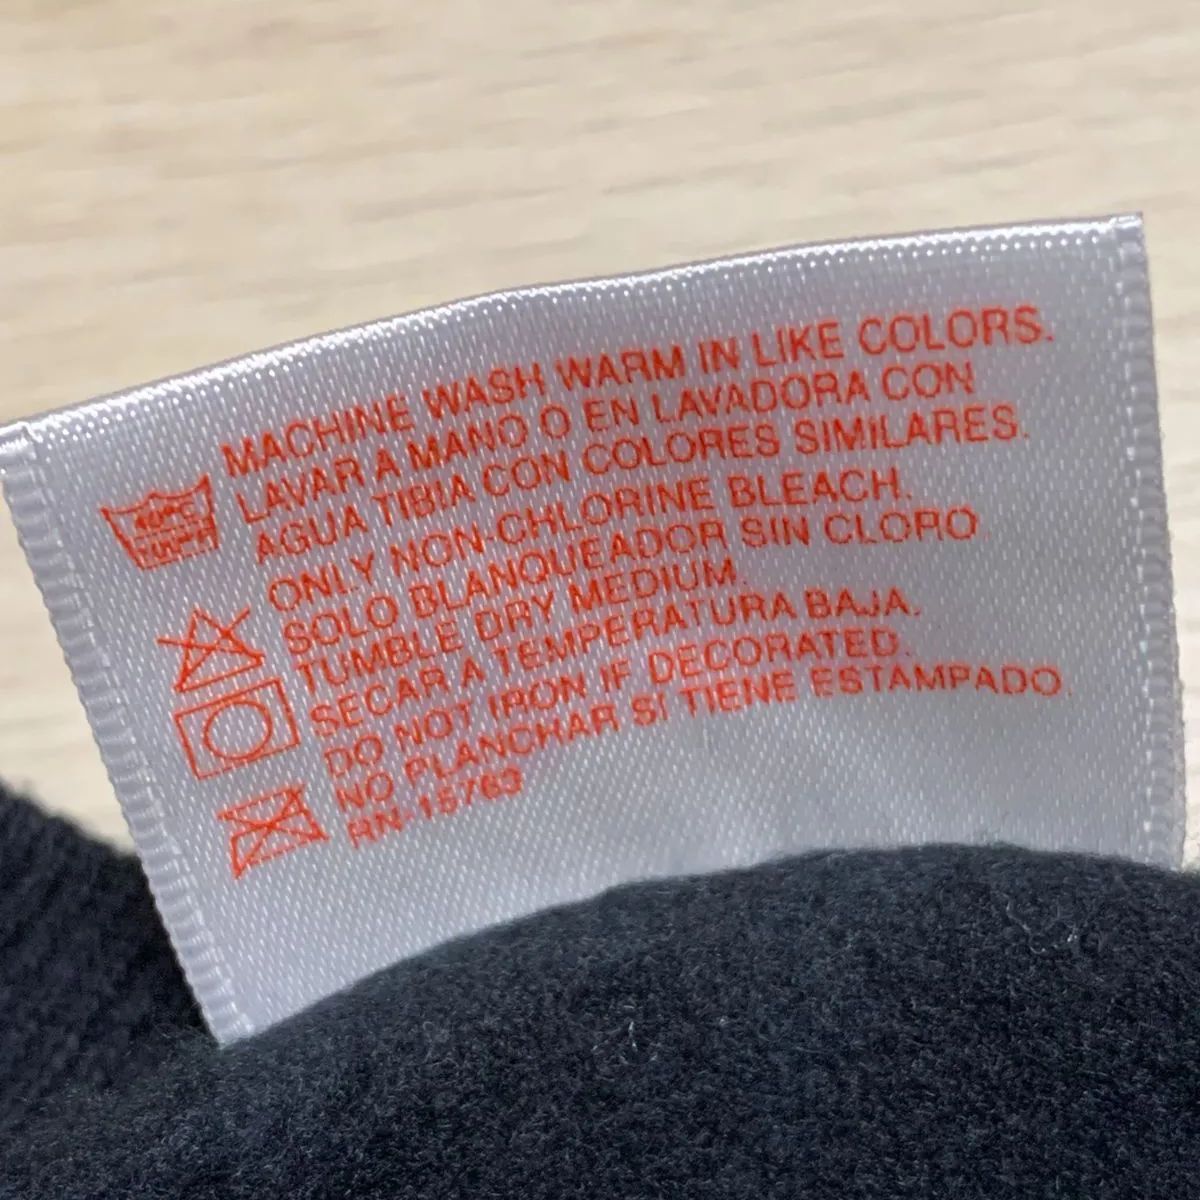 MACHINE WASH WARM IN LIKE COLORS.
LAVAR A MANO O EN LAVADORA CON
AGUA TIBIA CON COLORES SIMILARES.
ONLY NON-CHLORINE BLEACH.
SOLO BLANQUEADOR SIN CLORO
TUMBLE DRY MEDIUM.
SECAR A TEMPERATURA BAJA.
DO NOT IRON IF DECORATED.
NO PLANCHAR SI TIENE ESTAMPADO.
RN-15763